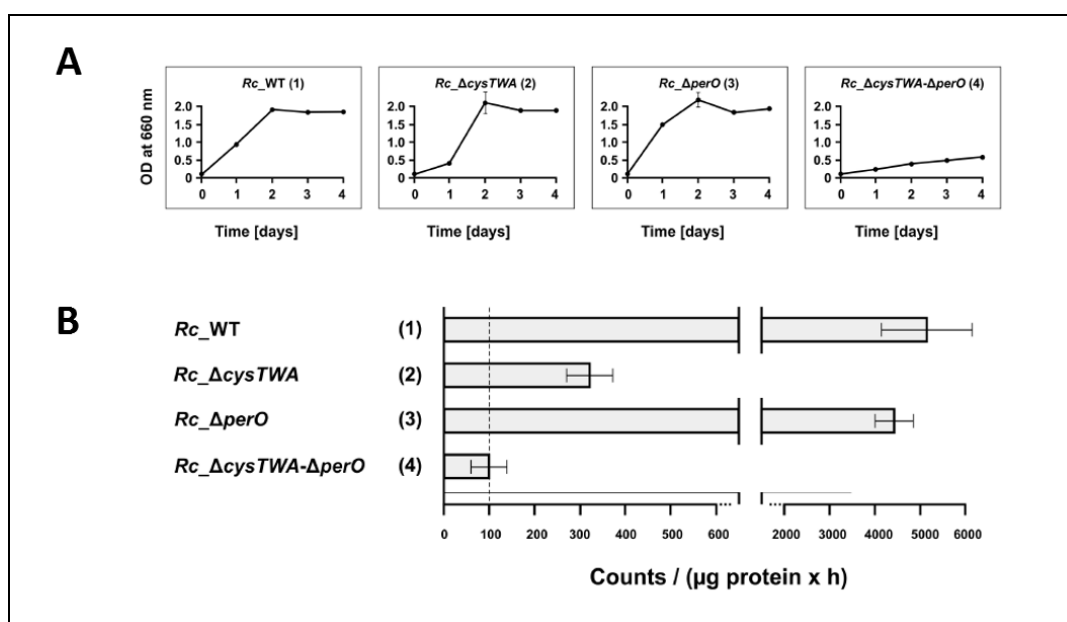 A
Rc_WT (1)
Rc_ΔcysTWA (2)
Rc_ΔperO (3)
Rc_ΔcysTWA-ΔperO (4)
OD at 660 nm
2.0
1.5
1.0
0.5
0
0 1 2 3 4
Time [days]
2.0
1.5
1.0
0.5
0
0 1 2 3 4
Time [days]
2.0
1.5
1.0
0.5
0
0 1 2 3 4
Time [days]
2.0
1.5
1.0
0.5
0
0 1 2 3 4
Time [days]
B
Rc_WT (1)
Rc_ΔcysTWA (2)
Rc_ΔperO (3)
Rc_ΔcysTWA-ΔperO (4)
0 100 200 300 400 500 600 2000 3000 4000 5000 6000
Counts / (μg protein x h)